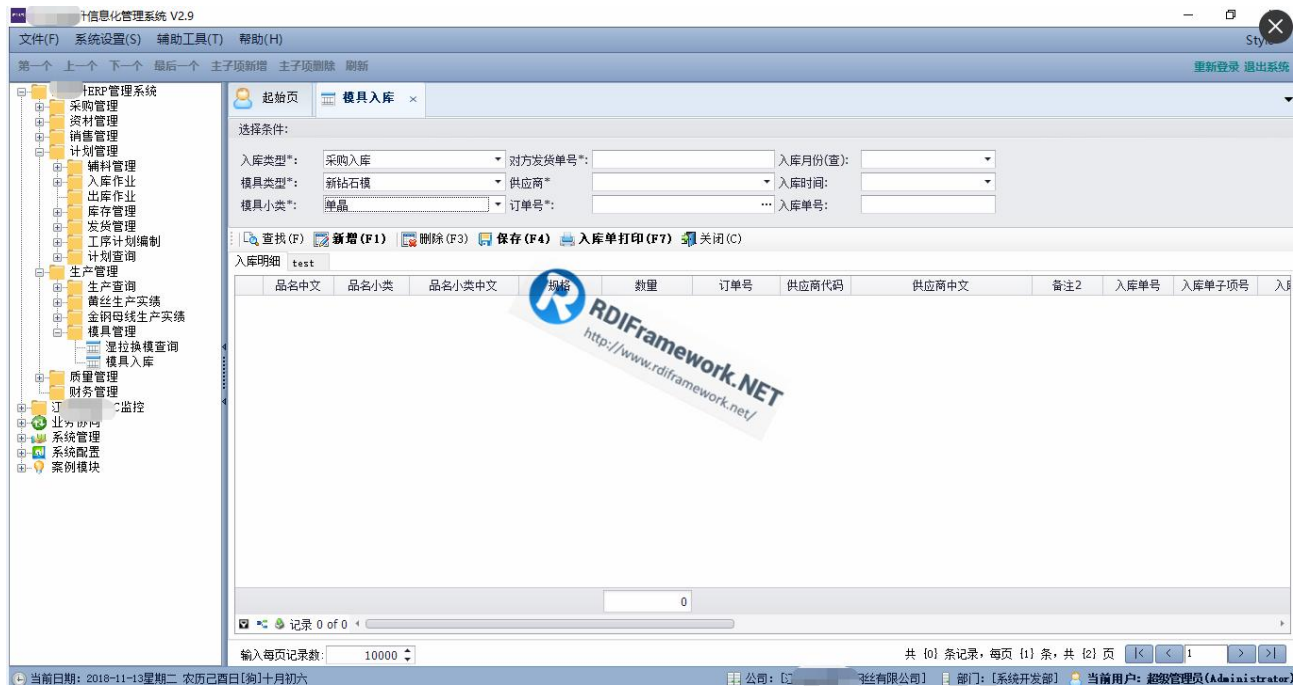 信息化管理系统 V2.9
文件(F) 系统设置(S) 辅助工具(T) 帮助(H)
第一个 上一个 下一个 最后一个 主子项新增 主子项删除 刷新 重新登录 退出系统
ERP管理系统
采购管理
资材管理
销售管理
计划管理
辅料管理
入库作业
出库作业
库存管理
发货管理
工序计划编制
计划查询
生产管理
生产查询
黄丝生产实绩
金钢母线生产实绩
模具管理
湿拉换模查询
模具入库
质量管理
财务管理
监控
业务协同
系统管理
系统配置
案例模块
起始页 模具入库 ×
选择条件:
入库类型*: 采购入库 对方发货单号*: 入库月份(查):
模具类型*: 新钻石模 供应商* 入库时间:
模具小类*: 单晶 订单号*: ... 入库单号:
查找(F) 新增(F1) 删除(F3) 保存(F4) 入库单打印(F7) 关闭(C)
入库明细 test
品名中文 品名小类 品名小类中文 规格 数量 订单号 供应商代码 供应商中文 备注2 入库单号 入库单子项号
RDIFramework.NET
http://www.rdiframework.net/
0
记录 0 of 0
输入每页记录数: 10000 共 {0} 条记录，每页 {1} 条，共 {2} 页 1
当前日期: 2018-11-13星期二 农历己酉日[狗]十月初六 公司: 丝有限公司] 部门: [系统开发部] 当前用户: 超级管理员(Administrator)